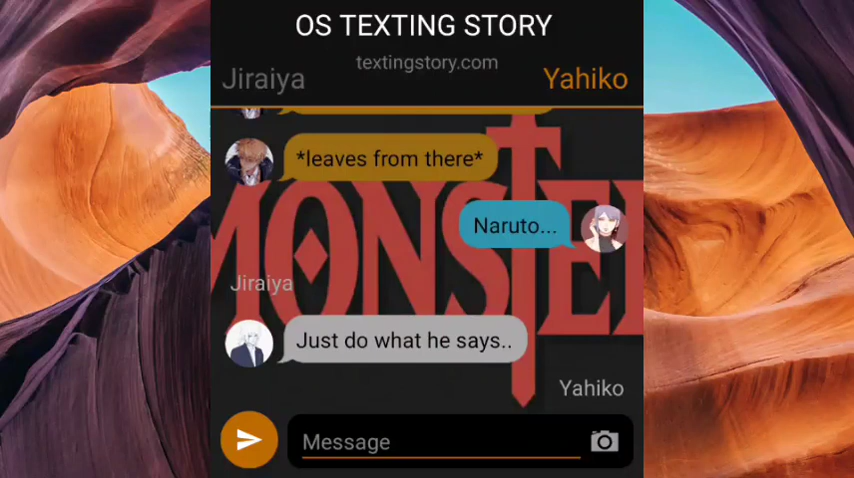 OS TEXTING STORY
textingstory.com
Jiraiya
Yahiko
*leaves from there*
MONSTER
Naruto...
Jiraiya
Just do what he says..
Yahiko
Message